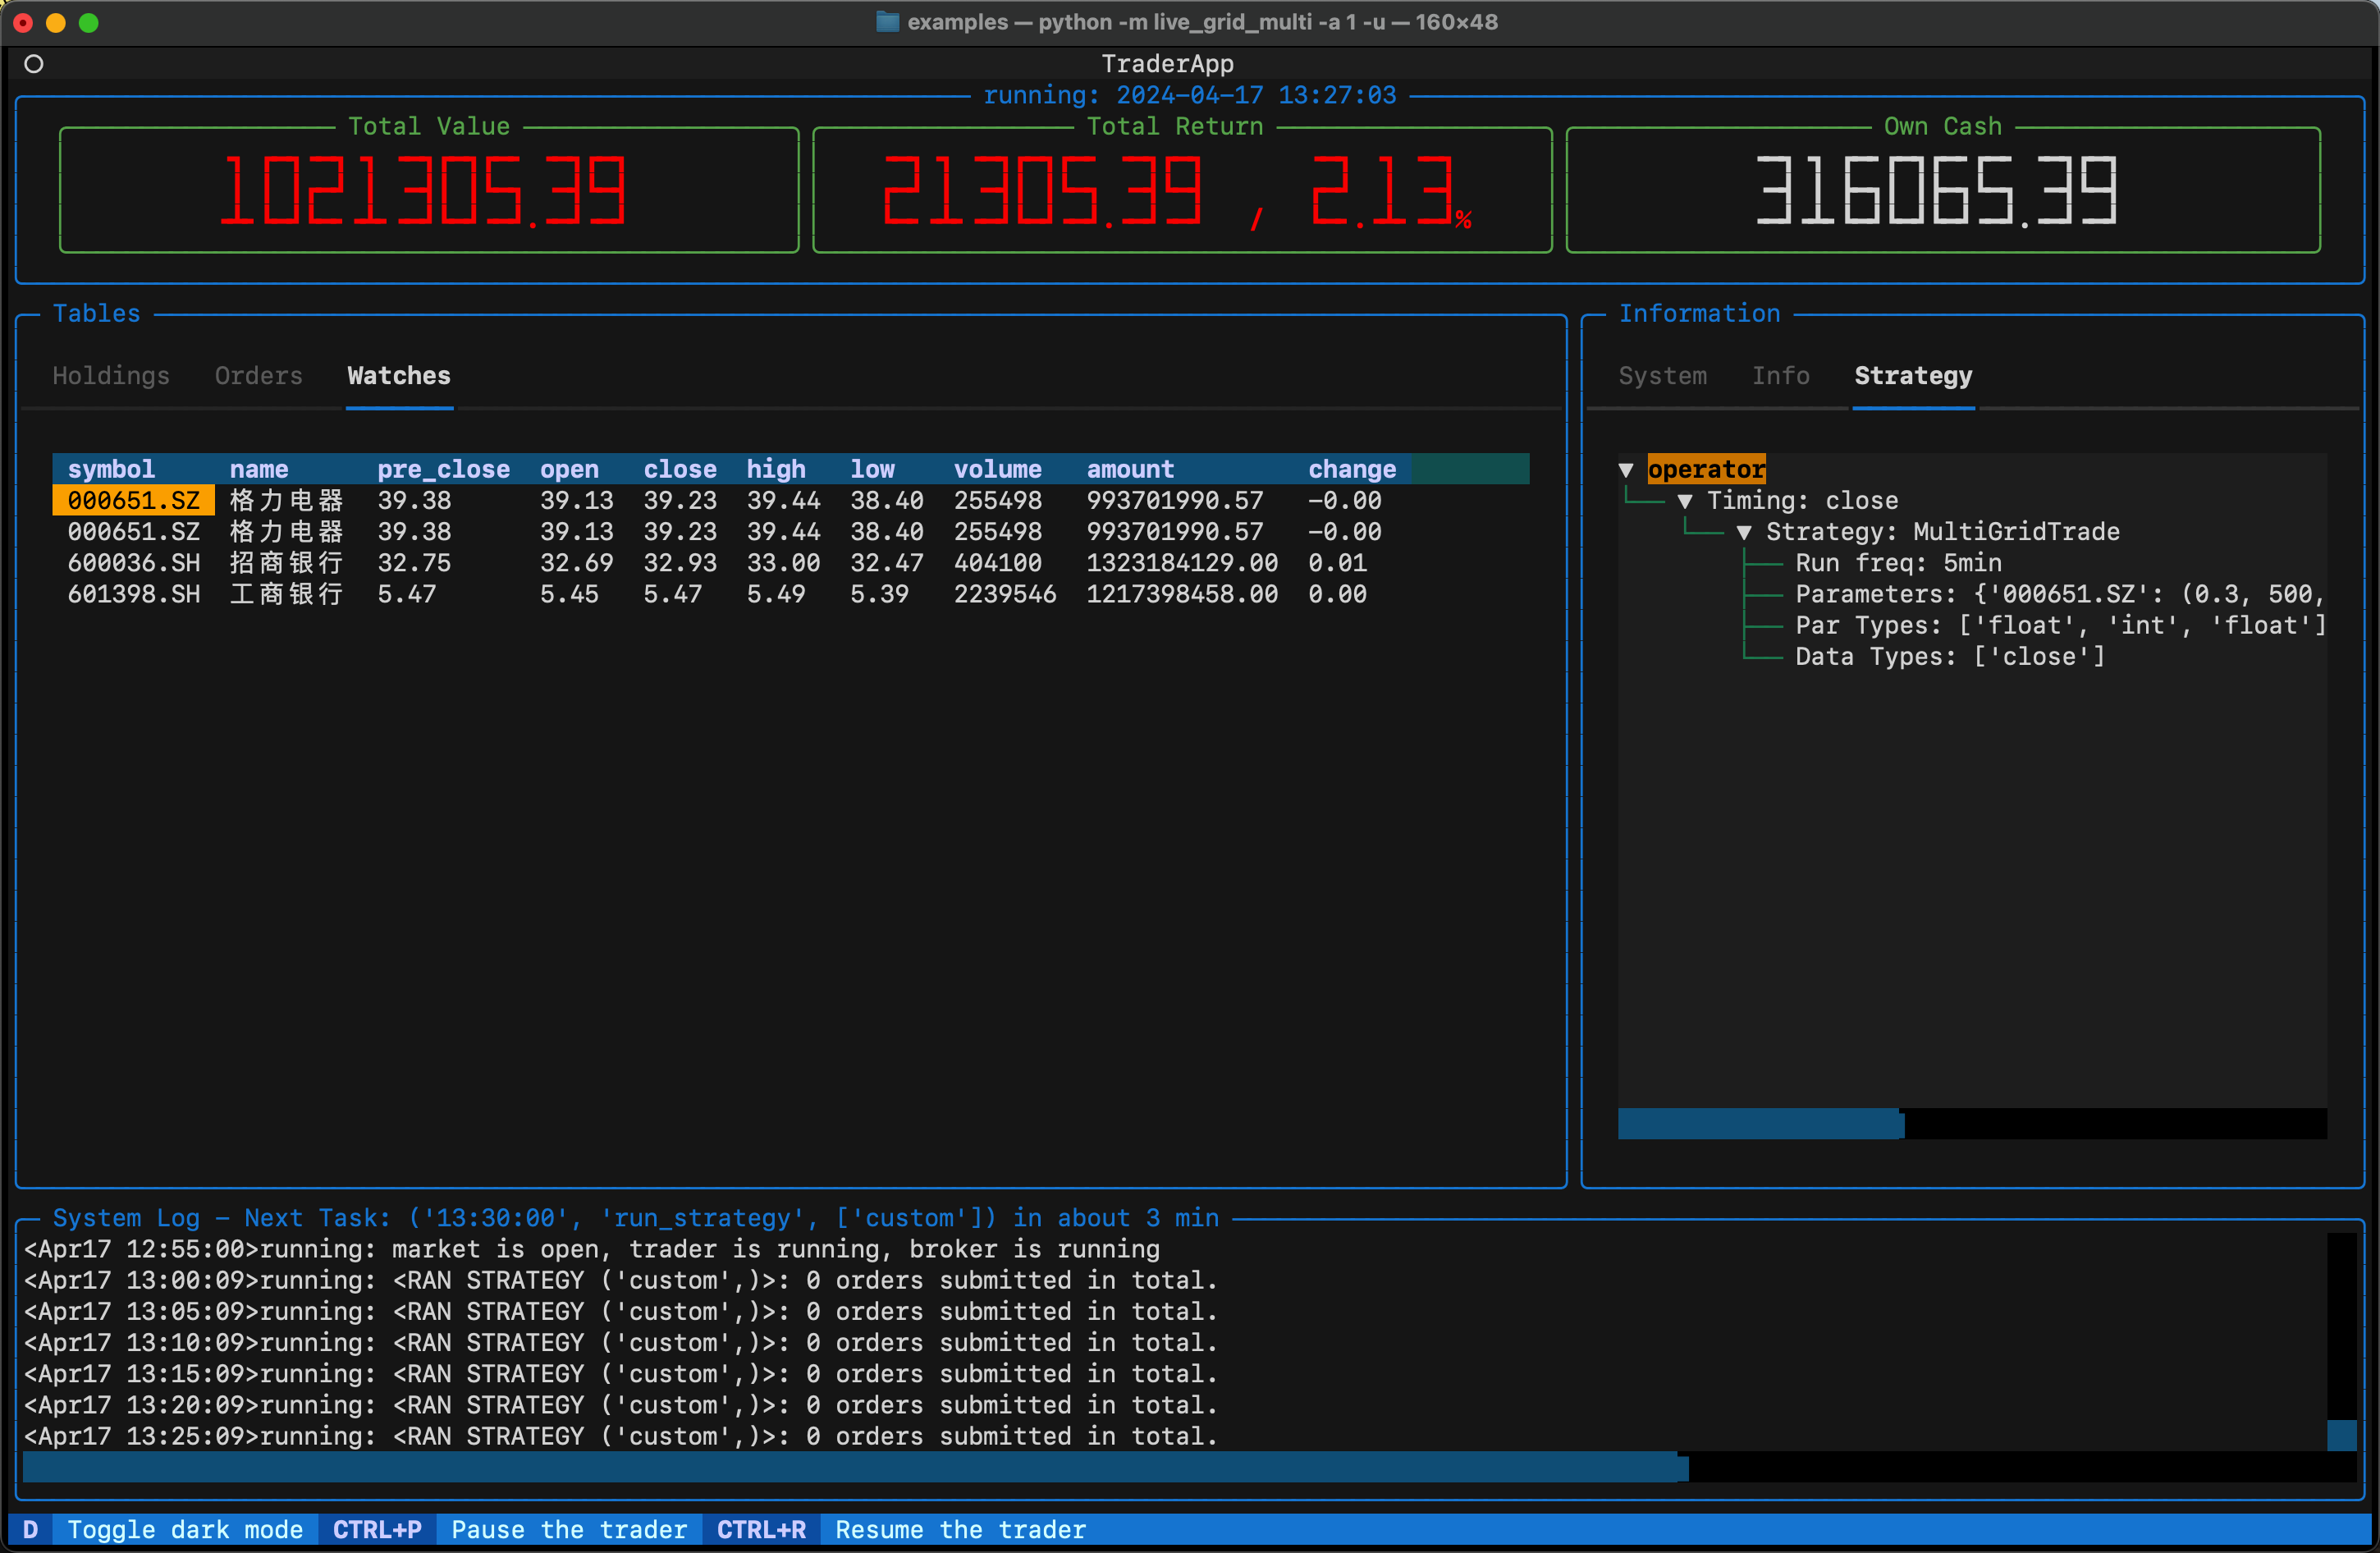 examples — python -m live_grid_multi -a 1 -u — 160×48
TraderApp
running: 2024-04-17 13:27:03
Total Value
1021305.39
Total Return
21305.39 , 2.13%
Own Cash
316065.39
Tables
Holdings Orders Watches
symbol name pre_close open close high low volume amount change
000651.SZ 格力电器 39.38 39.13 39.23 39.44 38.40 255498 993701990.57 -0.00
000651.SZ 格力电器 39.38 39.13 39.23 39.44 38.40 255498 993701990.57 -0.00
600036.SH 招商银行 32.75 32.69 32.93 33.00 32.47 404100 1323184129.00 0.01
601398.SH 工商银行 5.47 5.45 5.47 5.49 5.39 2239546 1217398458.00 0.00
Information
System Info Strategy
▼ operator
▼ Timing: close
▼ Strategy: MultiGridTrade
Run freq: 5min
Parameters: {'000651.SZ': (0.3, 500,
Par Types: ['float', 'int', 'float']
Data Types: ['close']
System Log - Next Task: ('13:30:00', 'run_strategy', ['custom']) in about 3 min
<Apr17 12:55:00>running: market is open, trader is running, broker is running
<Apr17 13:00:09>running: <RAN STRATEGY ('custom',)>: 0 orders submitted in total.
<Apr17 13:05:09>running: <RAN STRATEGY ('custom',)>: 0 orders submitted in total.
<Apr17 13:10:09>running: <RAN STRATEGY ('custom',)>: 0 orders submitted in total.
<Apr17 13:15:09>running: <RAN STRATEGY ('custom',)>: 0 orders submitted in total.
<Apr17 13:20:09>running: <RAN STRATEGY ('custom',)>: 0 orders submitted in total.
<Apr17 13:25:09>running: <RAN STRATEGY ('custom',)>: 0 orders submitted in total.
D Toggle dark mode CTRL+P Pause the trader CTRL+R Resume the trader